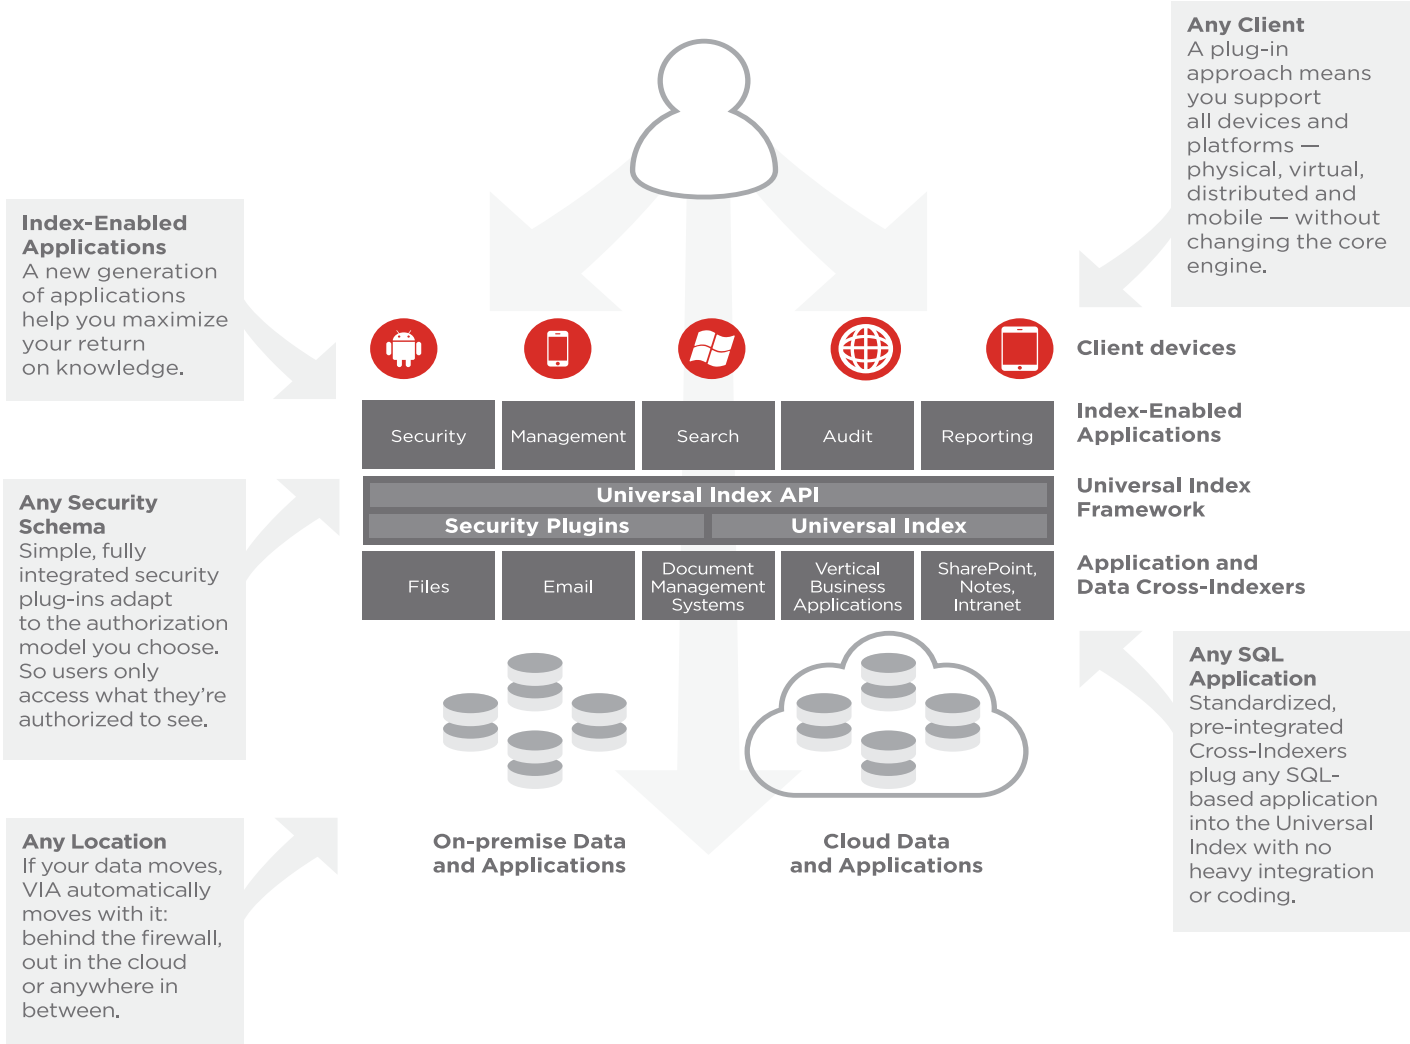 Any Client
A plug-in
approach means
you support
all devices and
platforms —
physical, virtual,
distributed and
mobile — without
changing the core
engine.
Index-Enabled
Applications
A new generation
of applications
help you maximize
your return
on knowledge.
Client devices
Security
Management
Search
Audit
Reporting
Index-Enabled
Applications
Universal Index API
Security Plugins
Universal Index
Universal Index
Framework
Any Security
Schema
Simple, fully
integrated security
plug-ins adapt
to the authorization
model you choose.
So users only
access what they’re
authorized to see.
Files
Email
Document
Management
Systems
Vertical
Business
Applications
SharePoint,
Notes,
Intranet
Application and
Data Cross-Indexers
Any SQL
Application
Standardized,
pre-integrated
Cross-Indexers
plug any SQL-
based application
into the Universal
Index with no
heavy integration
or coding.
On-premise Data
and Applications
Cloud Data
and Applications
Any Location
If your data moves,
VIA automatically
moves with it:
behind the firewall,
out in the cloud
or anywhere in
between.